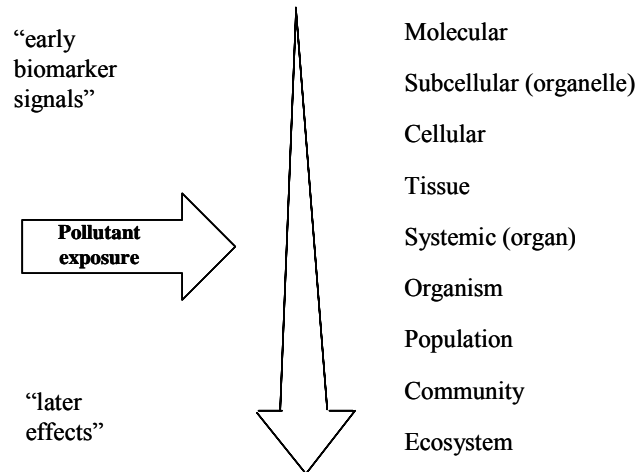 “early
biomarker
signals”
Pollutant
exposure
“later
effects”
Molecular
Subcellular (organelle)
Cellular
Tissue
Systemic (organ)
Organism
Population
Community
Ecosystem